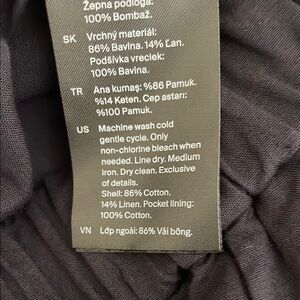 Žepna podloga:
100% Bombaž.
SK Vrchný materiál:
86% Bavlna. 14% Ľan.
Podšívka vreciek:
100% Bavlna.
TR Ana kumaş: %86 Pamuk.
%14 Keten. Cep astarı:
%100 Pamuk.
US Machine wash cold
gentle cycle. Only
non-chlorine bleach when
needed. Line dry. Medium
iron. Dry clean. Exclusive
of details.
Shell: 86% Cotton.
14% Linen. Pocket lining:
100% Cotton.
VN Lớp ngoài: 86% Vải bông.